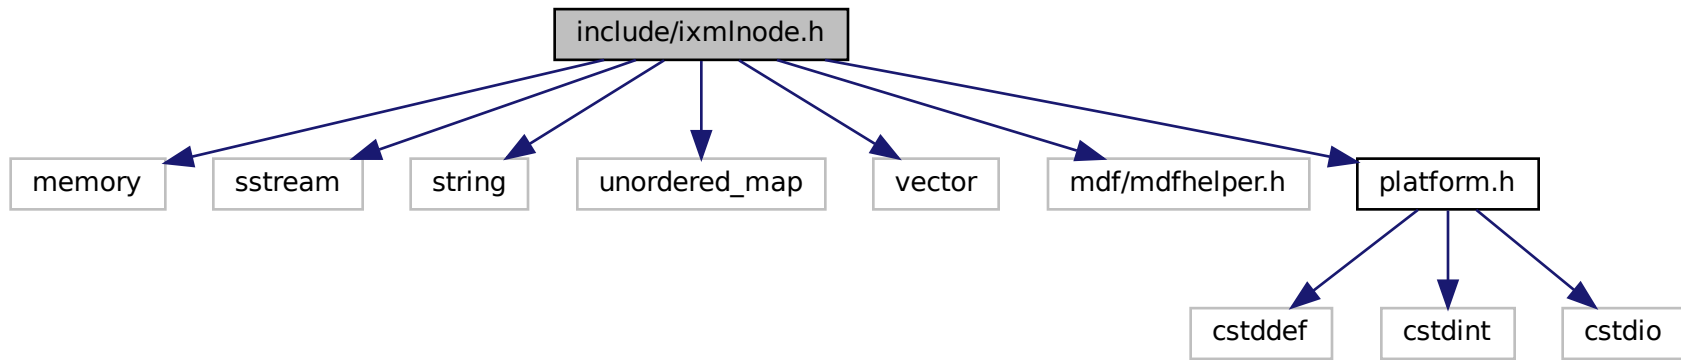 include/ixmlnode.h
memory
sstream
string
unordered_map
vector
mdf/mdfhelper.h
platform.h
cstddef
cstdint
cstdio